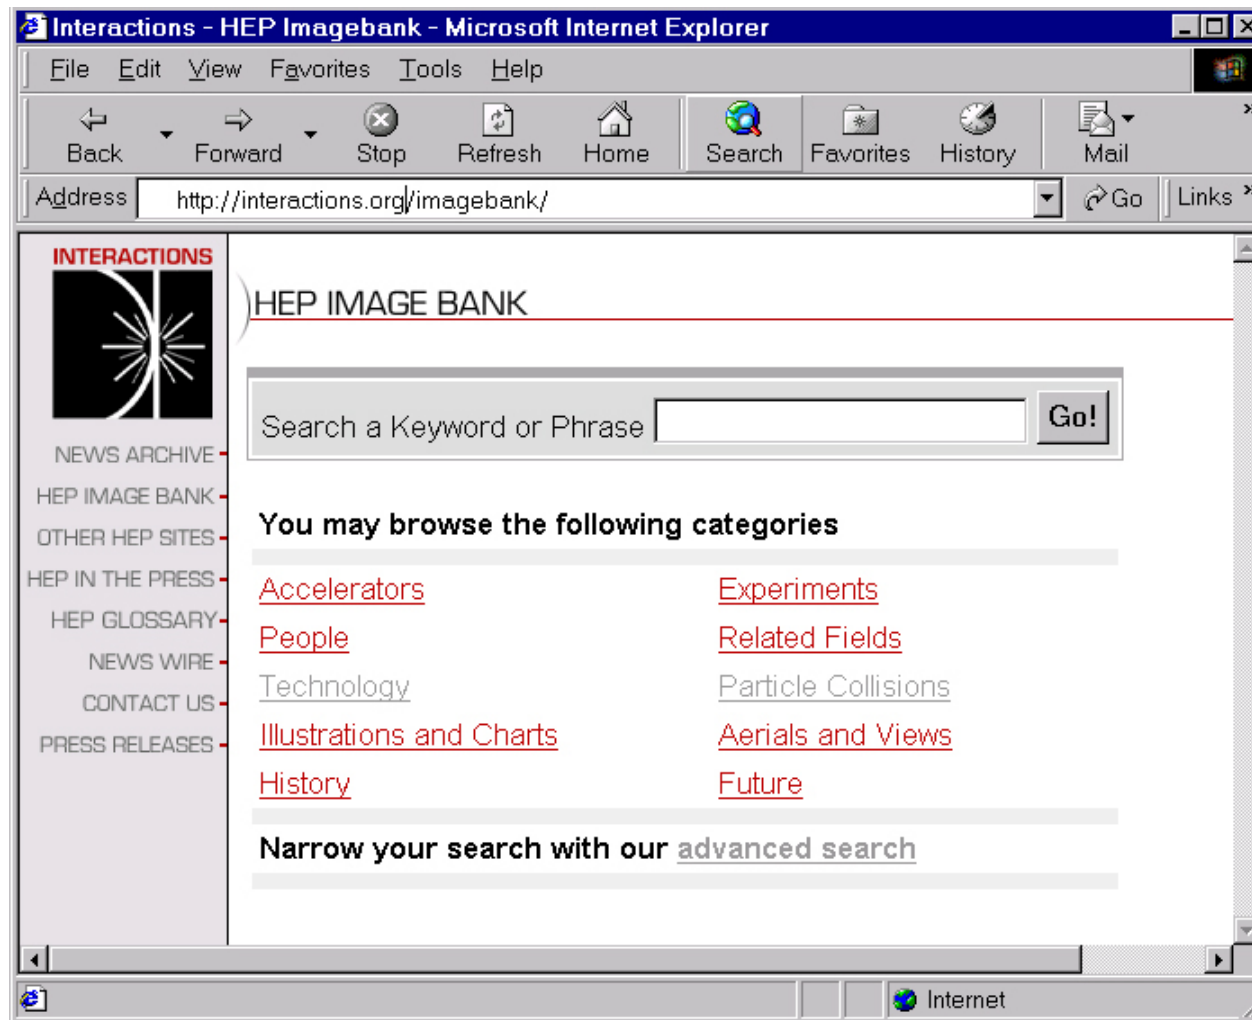 Interactions - HEP Imagebank - Microsoft Internet Explorer
File Edit View Favorites Tools Help
Back Forward Stop Refresh Home Search Favorites History Mail »
Address http://interactions.org/imagebank/ Go Links »
INTERACTIONS
NEWS ARCHIVE
HEP IMAGE BANK
OTHER HEP SITES
HEP IN THE PRESS
HEP GLOSSARY
NEWS WIRE
CONTACT US
PRESS RELEASES
HEP IMAGE BANK
Search a Keyword or Phrase Go!
You may browse the following categories
Accelerators Experiments
People Related Fields
Technology Particle Collisions
Illustrations and Charts Aerials and Views
History Future
Narrow your search with our advanced search
Internet